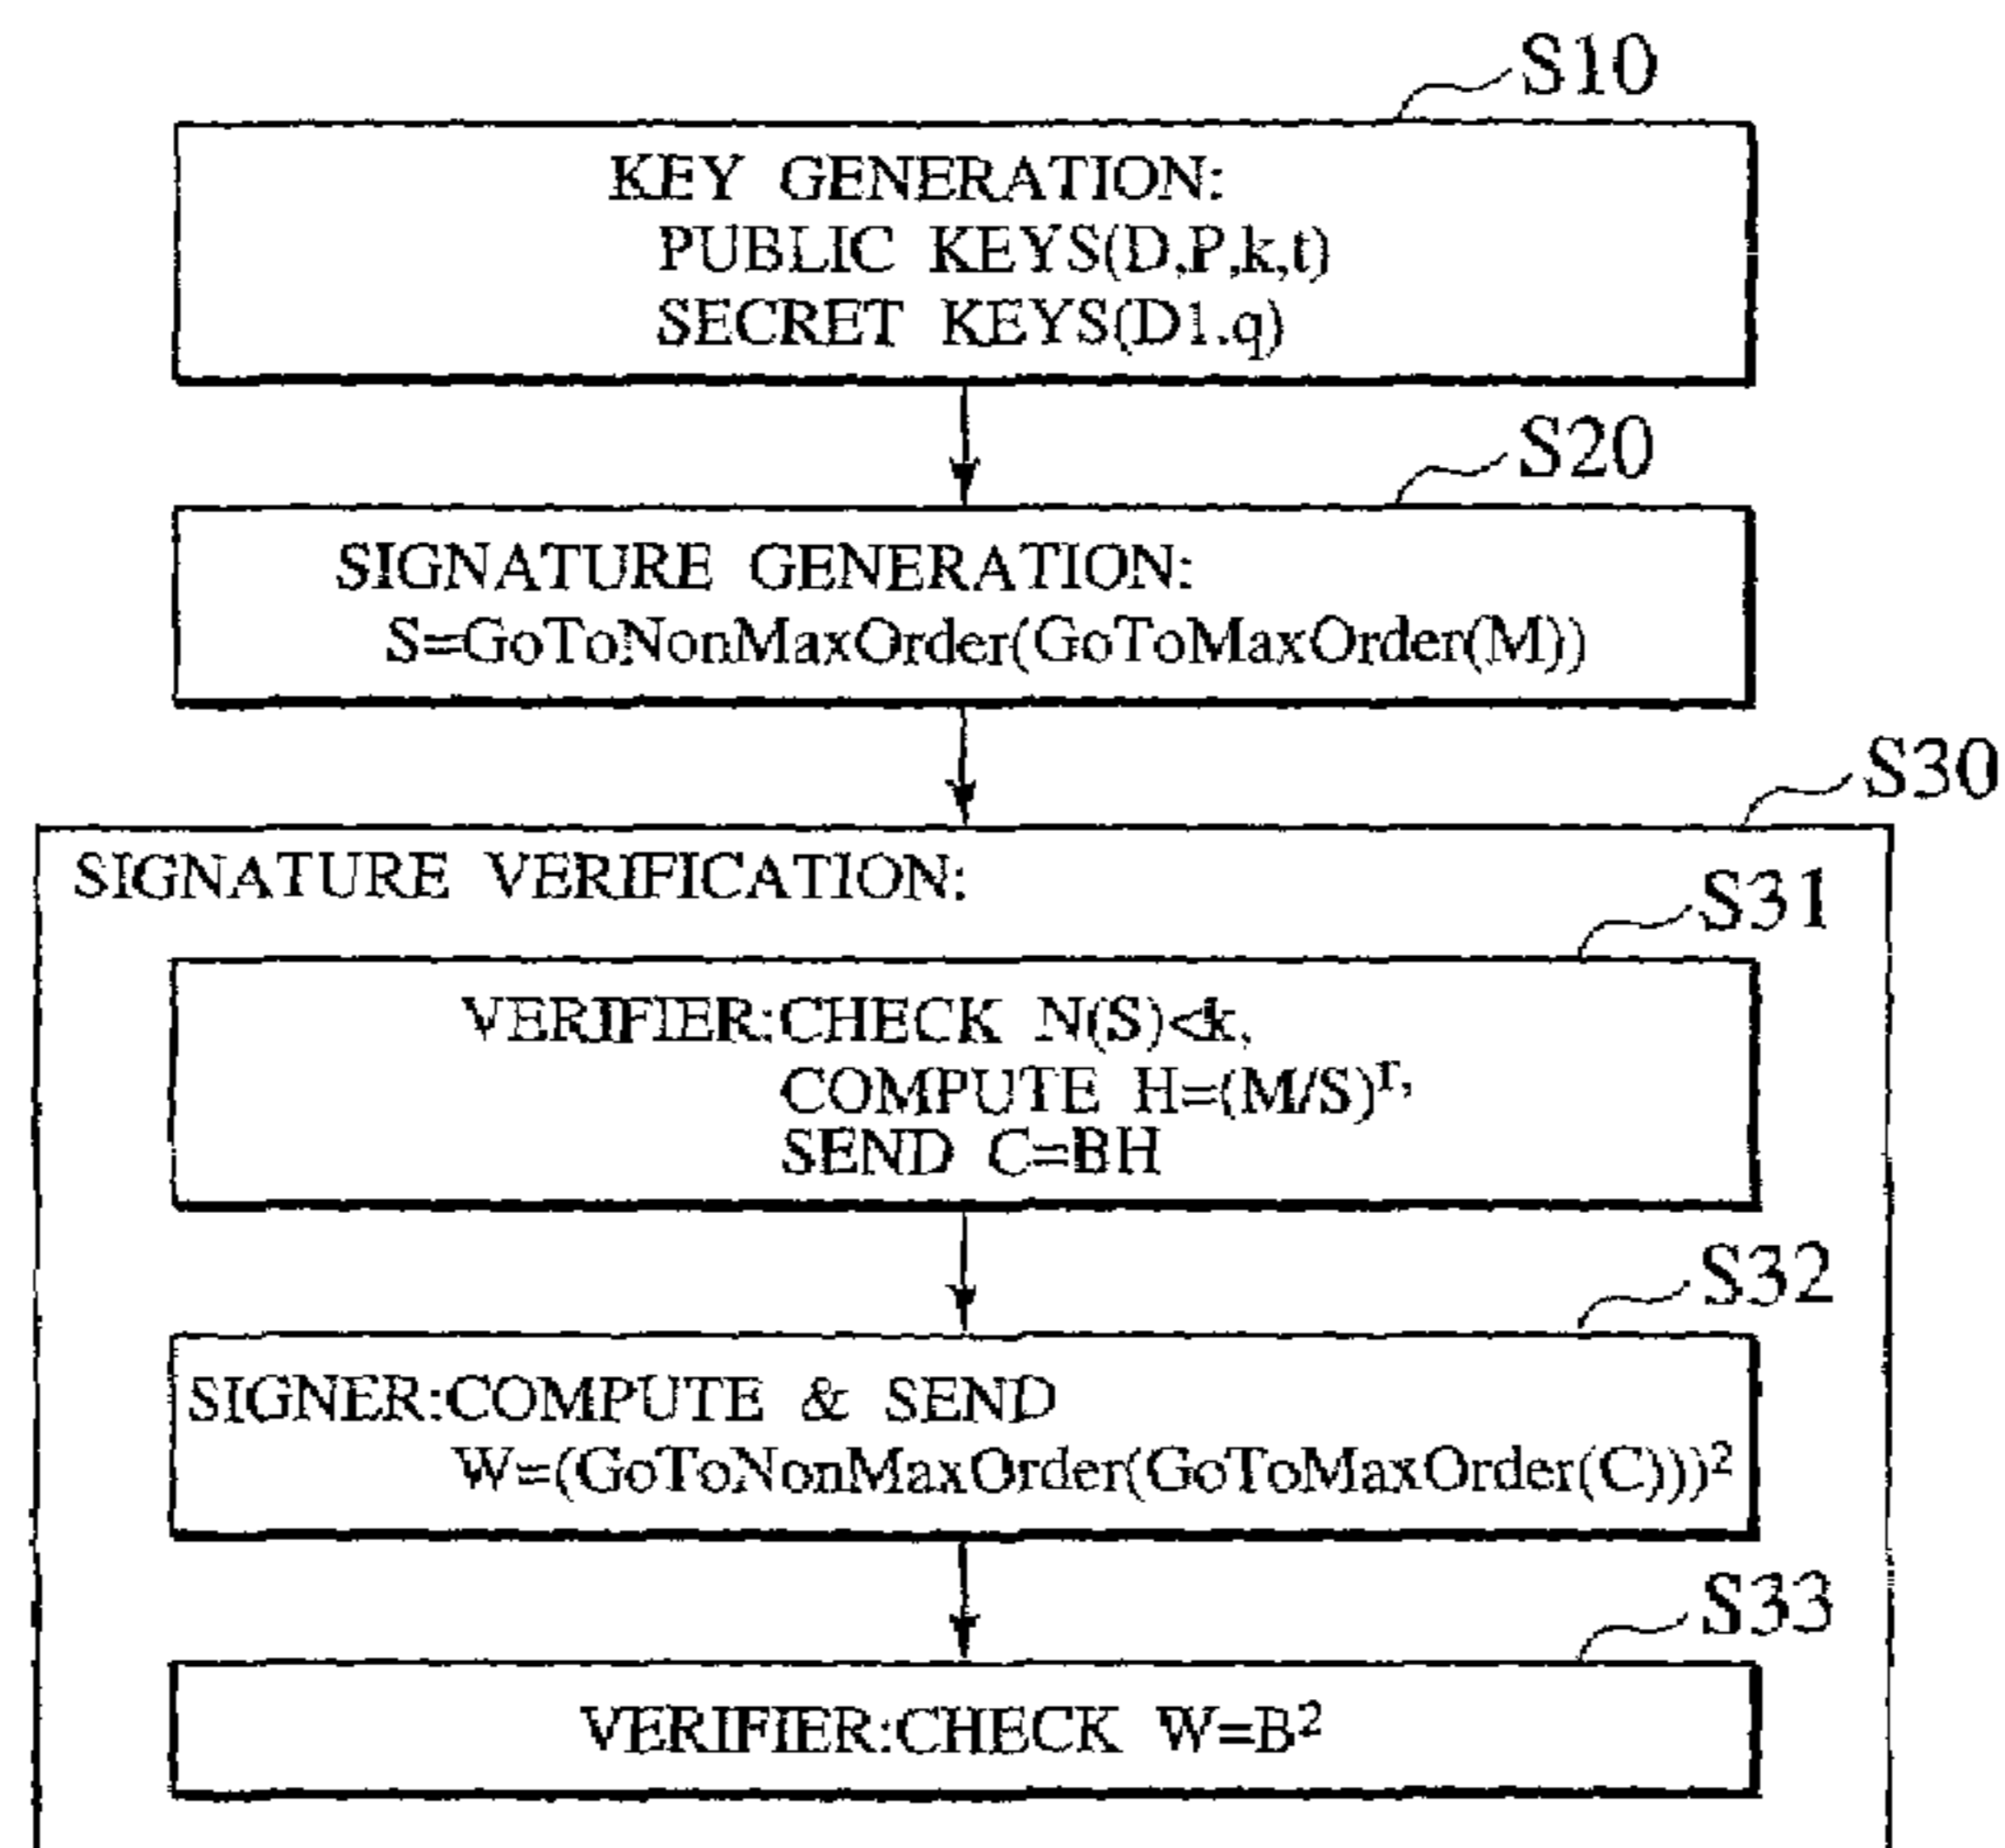 S10
KEY GENERATION:
PUBLIC KEYS(D,P,k,t)
SECRET KEYS(D1.q)
S20
SIGNATURE GENERATION:
S=GoToNonMaxOrder(GoToMaxOrder(M))
S30
SIGNATURE VERIFICATION:
S31
VERIFIER:CHECK N(S)<k,
COMPUTE H=(M/S)ʳ,
SEND C=BH
S32
SIGNER:COMPUTE & SEND
W=(GoToNonMaxOrder(GoToMaxOrder(C)))²
S33
VERIFIER:CHECK W=B²